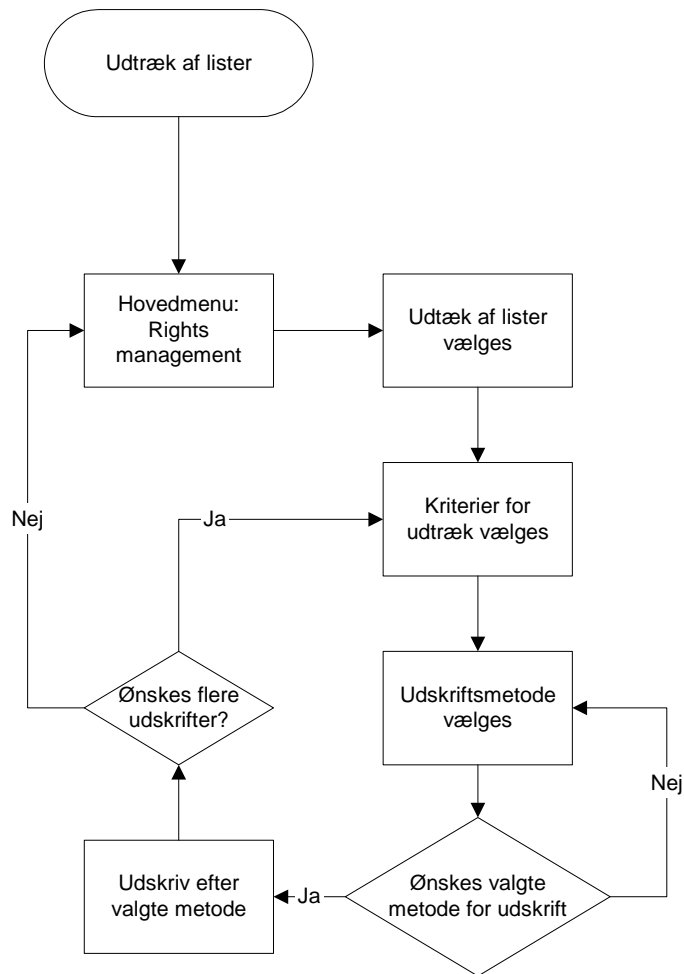 Udtræk af lister
Hovedmenu:
Rights
management
Udtæk af lister
vælges
Kriterier for
udtræk vælges
Nej
Ja
Ønskes flere
udskrifter?
Udskriftsmetode
vælges
Nej
Udskriv efter
valgte metode
Ja
Ønskes valgte
metode for udskrift